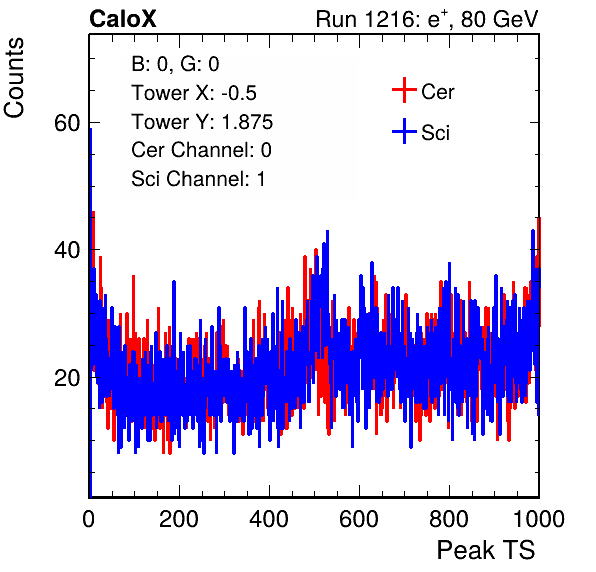 CaloX Run 1216: e⁺, 80 GeV
Counts
B: 0, G: 0
Tower X: -0.5
Tower Y: 1.875
Cer Channel: 0
Sci Channel: 1
Cer
Sci
60
40
20
0 200 400 600 800 1000
Peak TS